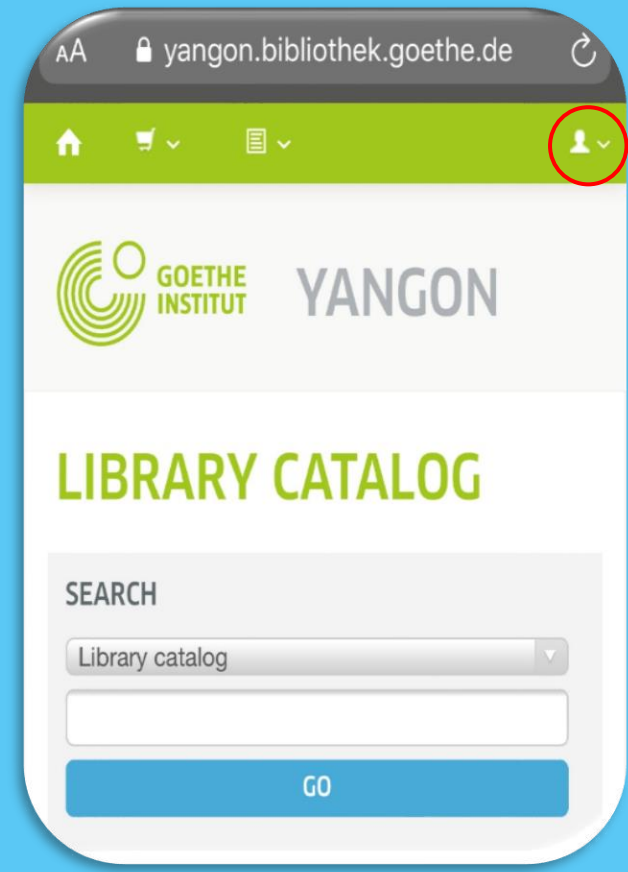 AA yangon.bibliothek.goethe.de
GOETHE
INSTITUT
YANGON
LIBRARY CATALOG
SEARCH
Library catalog
GO